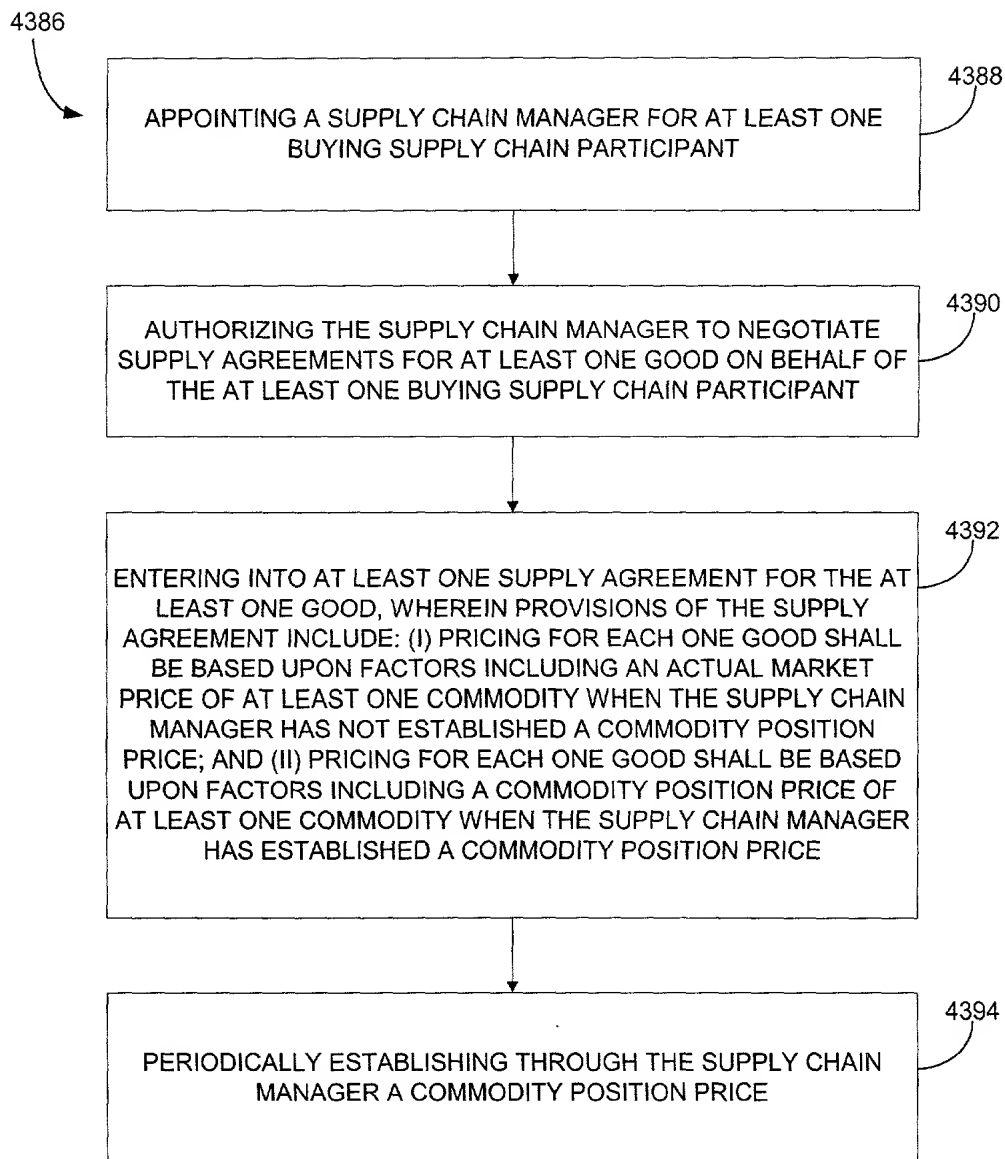 4386
4388
APPOINTING A SUPPLY CHAIN MANAGER FOR AT LEAST ONE
BUYING SUPPLY CHAIN PARTICIPANT
4390
AUTHORIZING THE SUPPLY CHAIN MANAGER TO NEGOTIATE
SUPPLY AGREEMENTS FOR AT LEAST ONE GOOD ON BEHALF OF
THE AT LEAST ONE BUYING SUPPLY CHAIN PARTICIPANT
4392
ENTERING INTO AT LEAST ONE SUPPLY AGREEMENT FOR THE AT
LEAST ONE GOOD, WHEREIN PROVISIONS OF THE SUPPLY
AGREEMENT INCLUDE: (I) PRICING FOR EACH ONE GOOD SHALL
BE BASED UPON FACTORS INCLUDING AN ACTUAL MARKET
PRICE OF AT LEAST ONE COMMODITY WHEN THE SUPPLY CHAIN
MANAGER HAS NOT ESTABLISHED A COMMODITY POSITION
PRICE; AND (II) PRICING FOR EACH ONE GOOD SHALL BE BASED
UPON FACTORS INCLUDING A COMMODITY POSITION PRICE OF
AT LEAST ONE COMMODITY WHEN THE SUPPLY CHAIN MANAGER
HAS ESTABLISHED A COMMODITY POSITION PRICE
4394
PERIODICALLY ESTABLISHING THROUGH THE SUPPLY CHAIN
MANAGER A COMMODITY POSITION PRICE